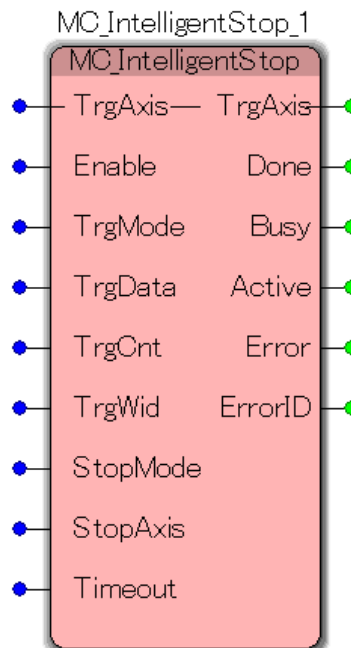 MC_IntelligentStop_1
MC_IntelligentStop
TrgAxis TrgAxis
Enable Done
TrgMode Busy
TrgData Active
TrgCnt Error
TrgWid ErrorID
StopMode
StopAxis
Timeout